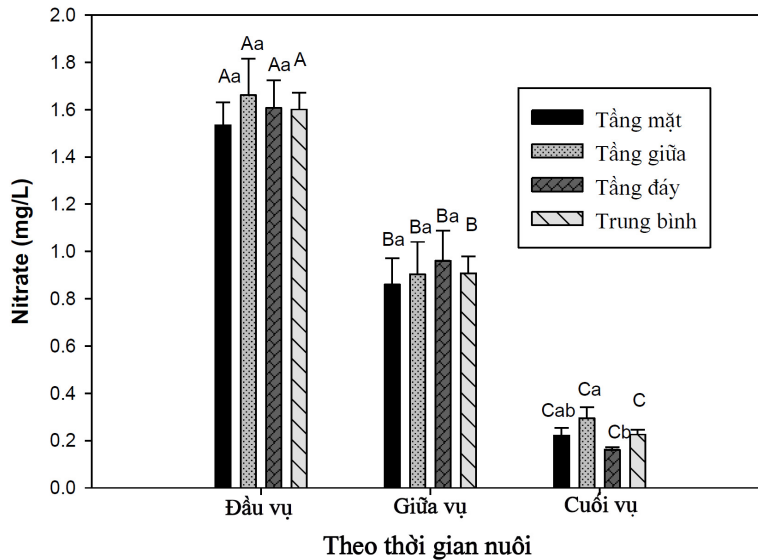 2.0
1.8
1.6
1.4
1.2
1.0
0.8
0.6
0.4
0.2
0.0
Nitrate (mg/L)
Aa
Aa
Aa
A
Ba
Ba
Ba
B
Cab
Ca
Cb
C
Tầng mặt
Tầng giữa
Tầng đáy
Trung bình
Đầu vụ
Giữa vụ
Cuối vụ
Theo thời gian nuôi